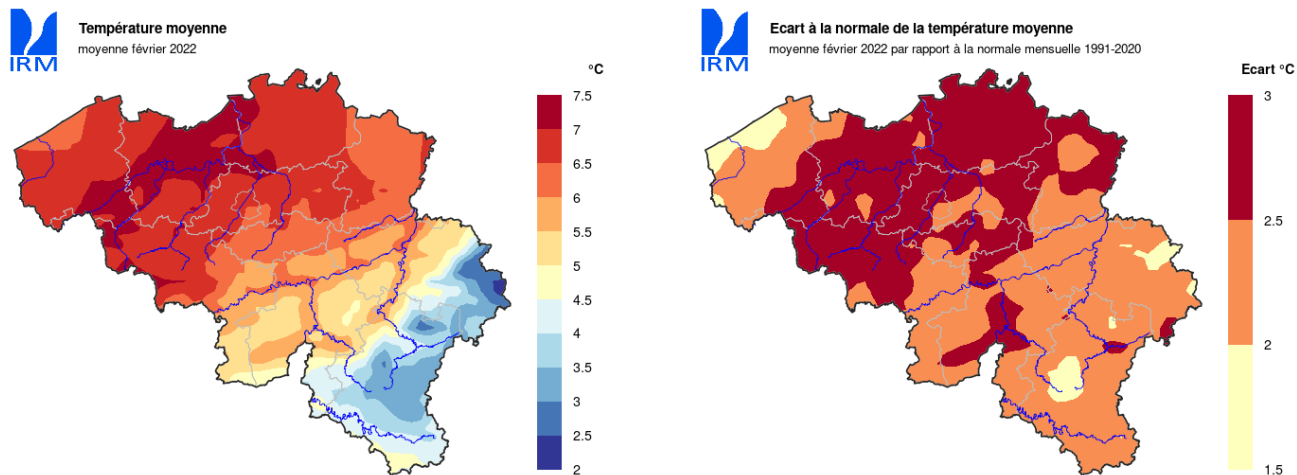 IRM
Température moyenne
moyenne février 2022
°C
7.5
7
6.5
6
5.5
5
4.5
4
3.5
3
2.5
2
IRM
Ecart à la normale de la température moyenne
moyenne février 2022 par rapport à la normale mensuelle 1991-2020
Ecart °C
3
2.5
2
1.5